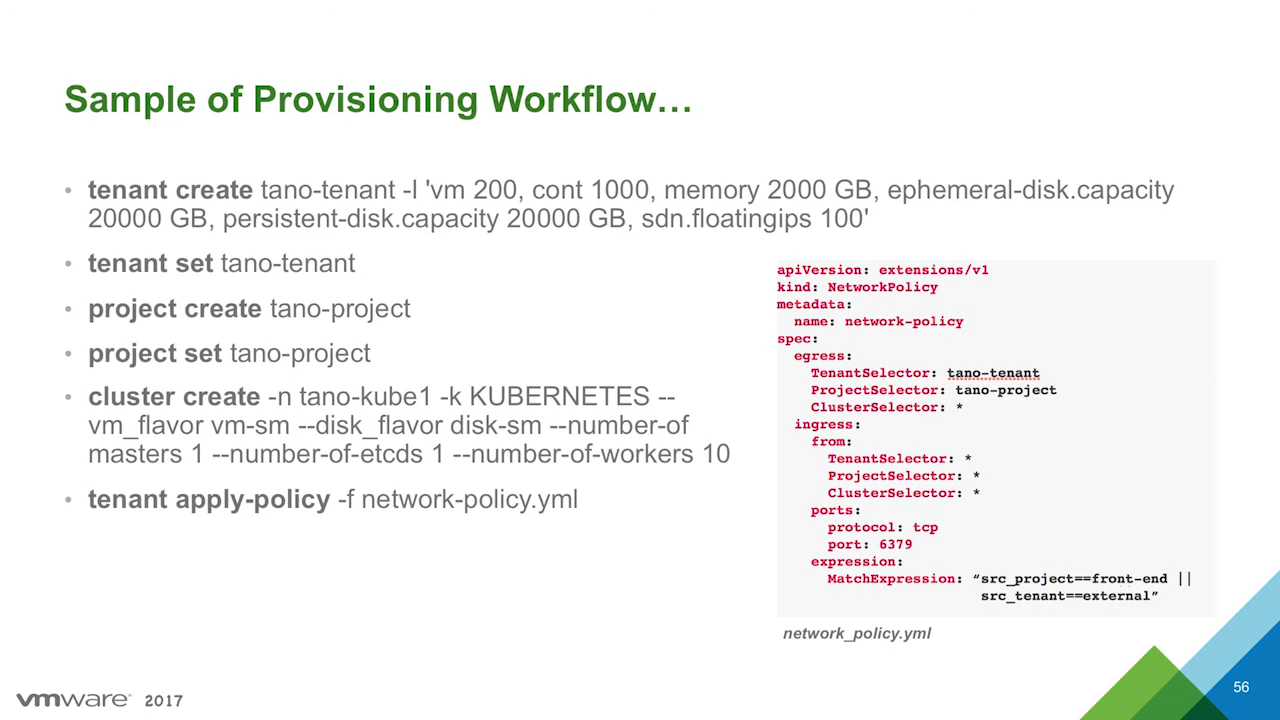 Sample of Provisioning Workflow…
• tenant create tano-tenant -l 'vm 200, cont 1000, memory 2000 GB, ephemeral-disk.capacity
20000 GB, persistent-disk.capacity 20000 GB, sdn.floatingips 100'
• tenant set tano-tenant
• project create tano-project
• project set tano-project
• cluster create -n tano-kube1 -k KUBERNETES --
vm_flavor vm-sm --disk_flavor disk-sm --number-of
masters 1 --number-of-etcds 1 --number-of-workers 10
• tenant apply-policy -f network-policy.yml
apiVersion: extensions/v1
kind: NetworkPolicy
metadata:
  name: network-policy
spec:
  egress:
    TenantSelector: tano-tenant
    ProjectSelector: tano-project
    ClusterSelector: *
  ingress:
    from:
      TenantSelector: *
      ProjectSelector: *
      ClusterSelector: *
    ports:
      protocol: tcp
      port: 6379
    expression:
      MatchExpression: “src_project==front-end ||
                        src_tenant==external”
network_policy.yml
vmware 2017
56